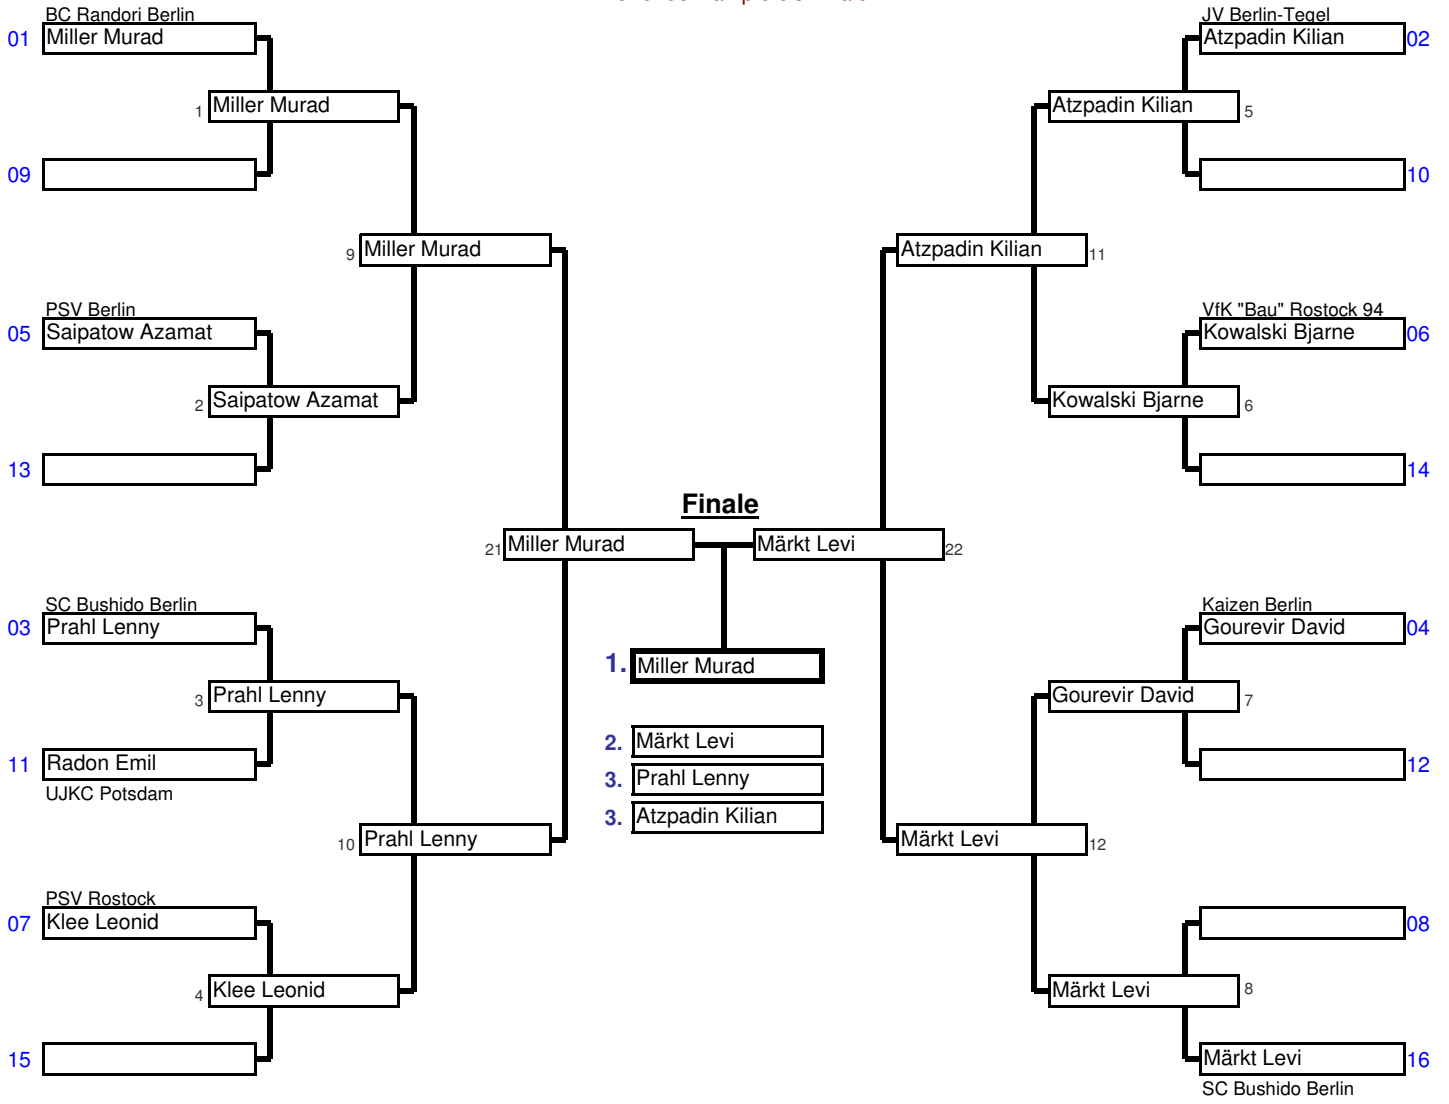 BC Randori Berlin
01 Miller Murad
1 Miller Murad
09
9 Miller Murad
PSV Berlin
05 Saipatow Azamat
2 Saipatow Azamat
13
21 Miller Murad
SC Bushido Berlin
03 Prahl Lenny
3 Prahl Lenny
11 Radon Emil
UJKC Potsdam
10 Prahl Lenny
PSV Rostock
07 Klee Leonid
4 Klee Leonid
15
Finale
1. Miller Murad
2. Märkt Levi
3. Prahl Lenny
3. Atzpadin Kilian
JV Berlin-Tegel
Atzpadin Kilian 02
Atzpadin Kilian 5
10
Atzpadin Kilian 11
VfK "Bau" Rostock 94
Kowalski Bjarne 06
Kowalski Bjarne 6
14
Märkt Levi 22
Kaizen Berlin
Gourevir David 04
Gourevir David 7
12
Märkt Levi 12
08
Märkt Levi 8
Märkt Levi 16
SC Bushido Berlin